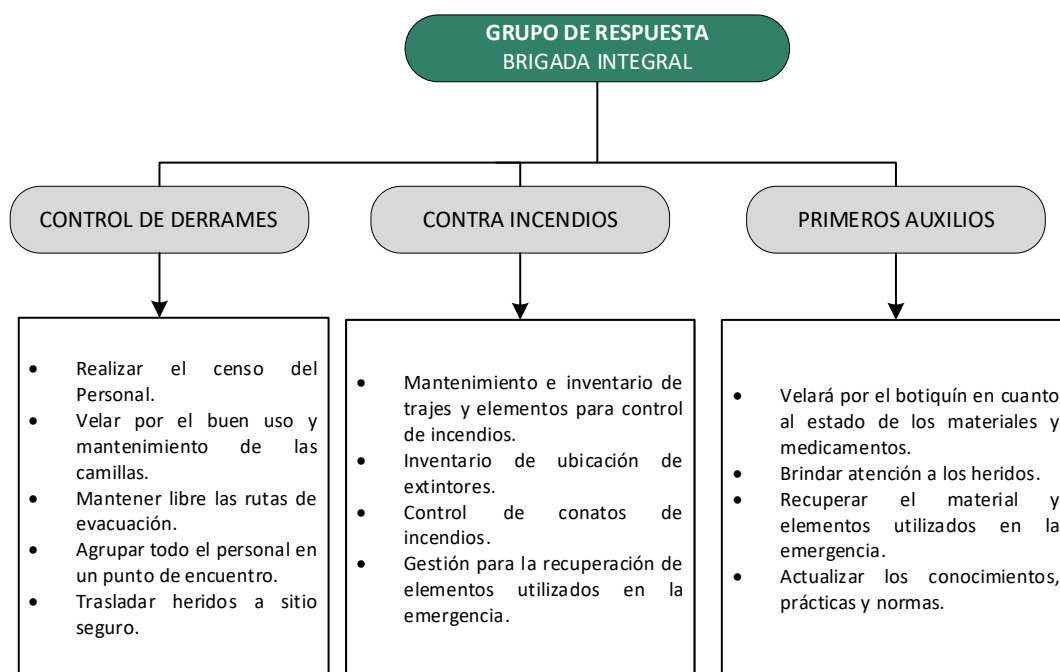 GRUPO DE RESPUESTA
BRIGADA INTEGRAL
CONTROL DE DERRAMES
CONTRA INCENDIOS
PRIMEROS AUXILIOS
• Realizar el censo del
Personal.
• Velar por el buen uso y
mantenimiento de las
camillas.
• Mantener libre las rutas de
evacuación.
• Agrupar todo el personal en
un punto de encuentro.
• Trasladar heridos a sitio
seguro.
• Mantenimiento e inventario de
trajes y elementos para control
de incendios.
• Inventario de ubicación de
extintores.
• Control de conatos de
incendios.
• Gestión para la recuperación de
elementos utilizados en la
emergencia.
• Velará por el botiquín en cuanto
al estado de los materiales y
medicamentos.
• Brindar atención a los heridos.
• Recuperar el material y
elementos utilizados en la
emergencia.
• Actualizar los conocimientos,
prácticas y normas.